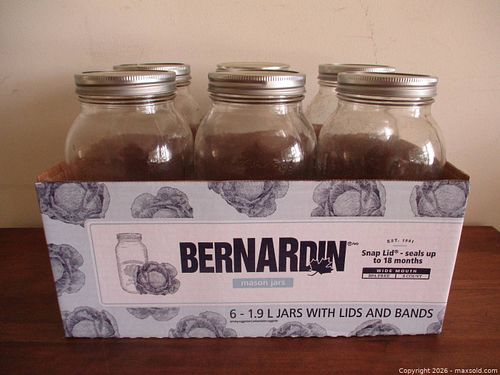 BERNARDIN
mason jars
EST. 1881
Snap Lid® - seals up
to 18 months
WIDE MOUTH
6 - 1.9 L JARS WITH LIDS AND BANDS
Copyright 2026 - maxsold.com